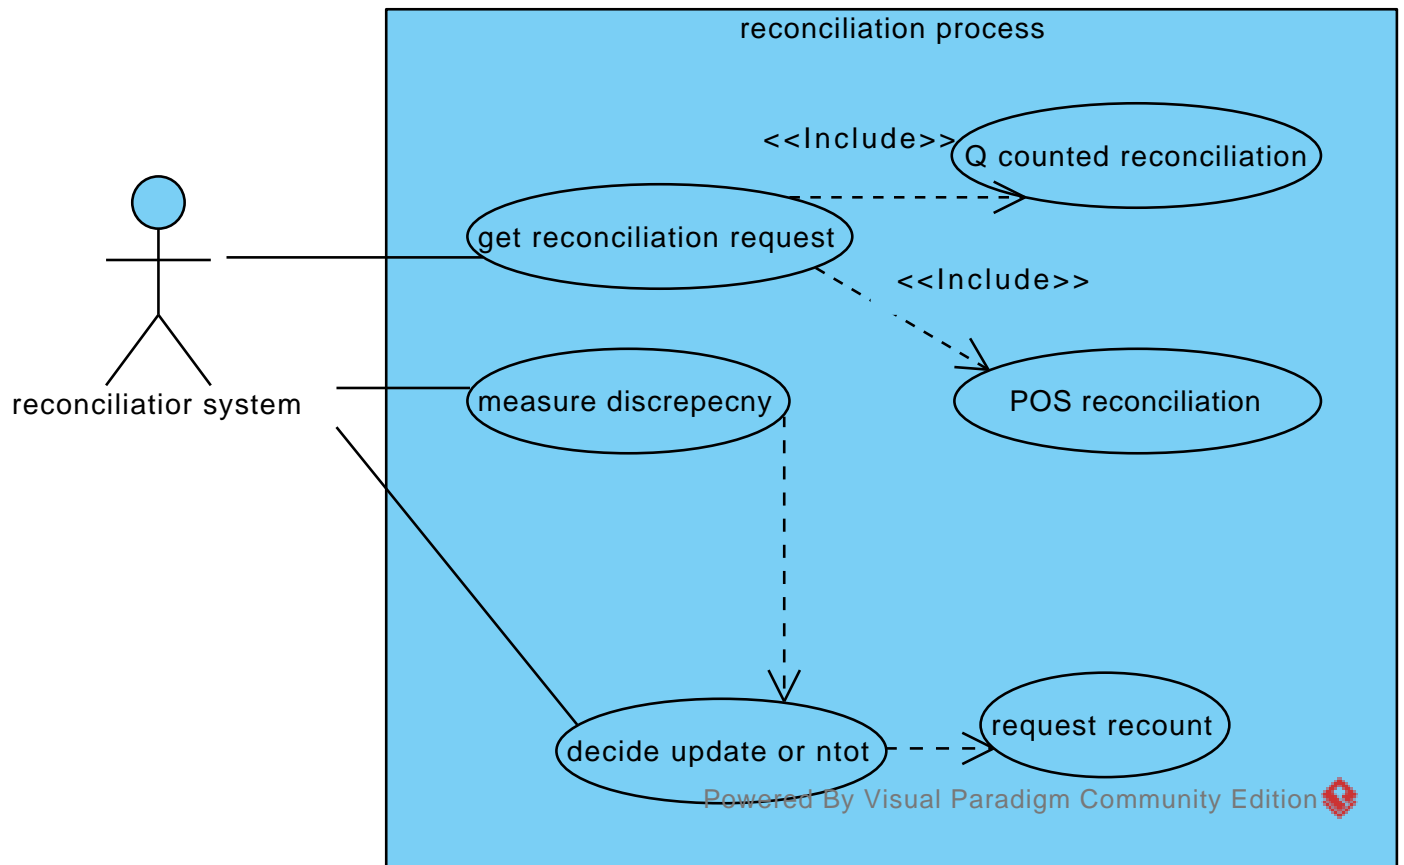 reconciliation process
<<Include>>
Q counted reconciliation
get reconciliation request
<<Include>>
reconciliatior system
measure discrepecny
POS reconciliation
request recount
decide update or ntot
Powered By Visual Paradigm Community Edition